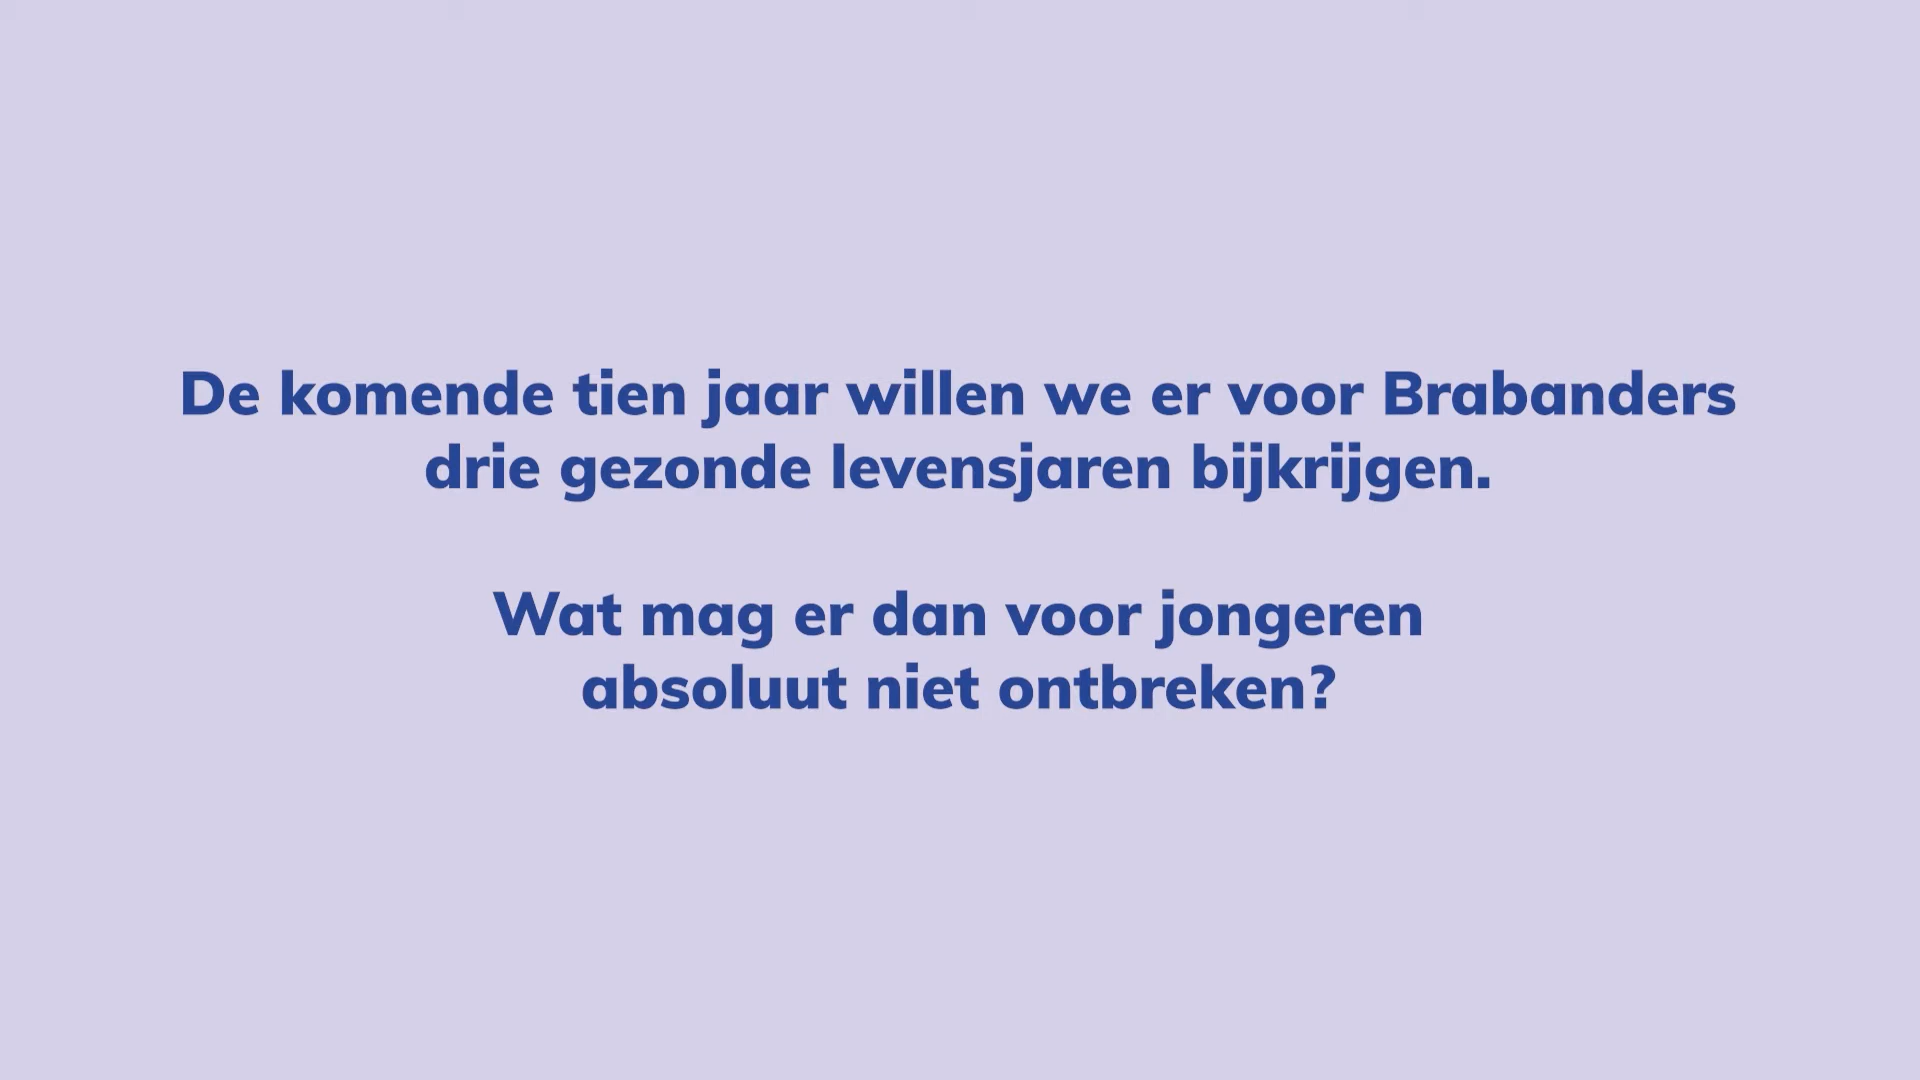 De komende tien jaar willen we er voor Brabanders
drie gezonde levensjaren bijkrijgen.
Wat mag er dan voor jongeren
absoluut niet ontbreken?